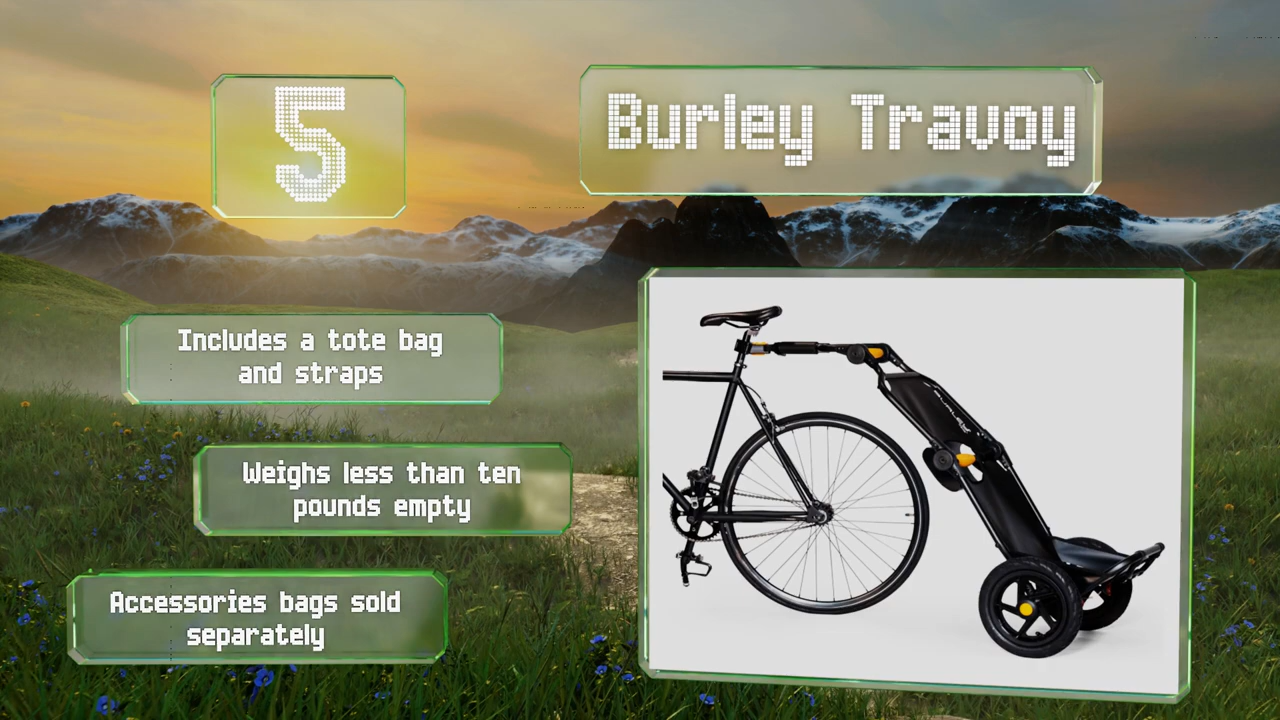 5
Burley Travoy
Includes a tote bag
and straps
Weighs less than ten
pounds empty
Accessories bags sold
separately